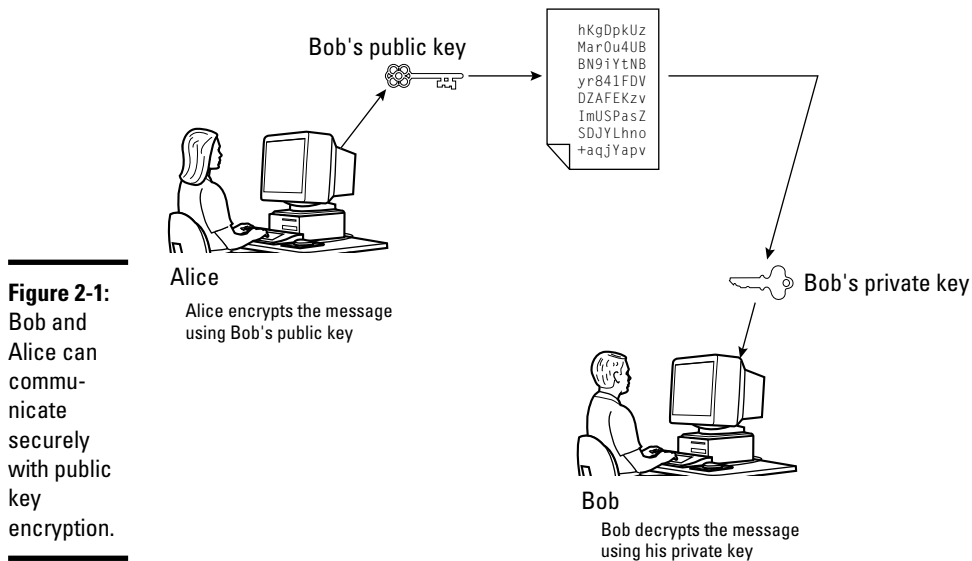 Bob's public key
hKgDpkUz
MarOu4UB
BN9iYtNB
yr841FDV
DZAFEKzv
ImUSPasZ
SDJYLhno
+aqjYapv
Alice
Alice encrypts the message
using Bob's public key
Bob's private key
Bob
Bob decrypts the message
using his private key
Figure 2-1:
Bob and
Alice can
commu-
nicate
securely
with public
key
encryption.